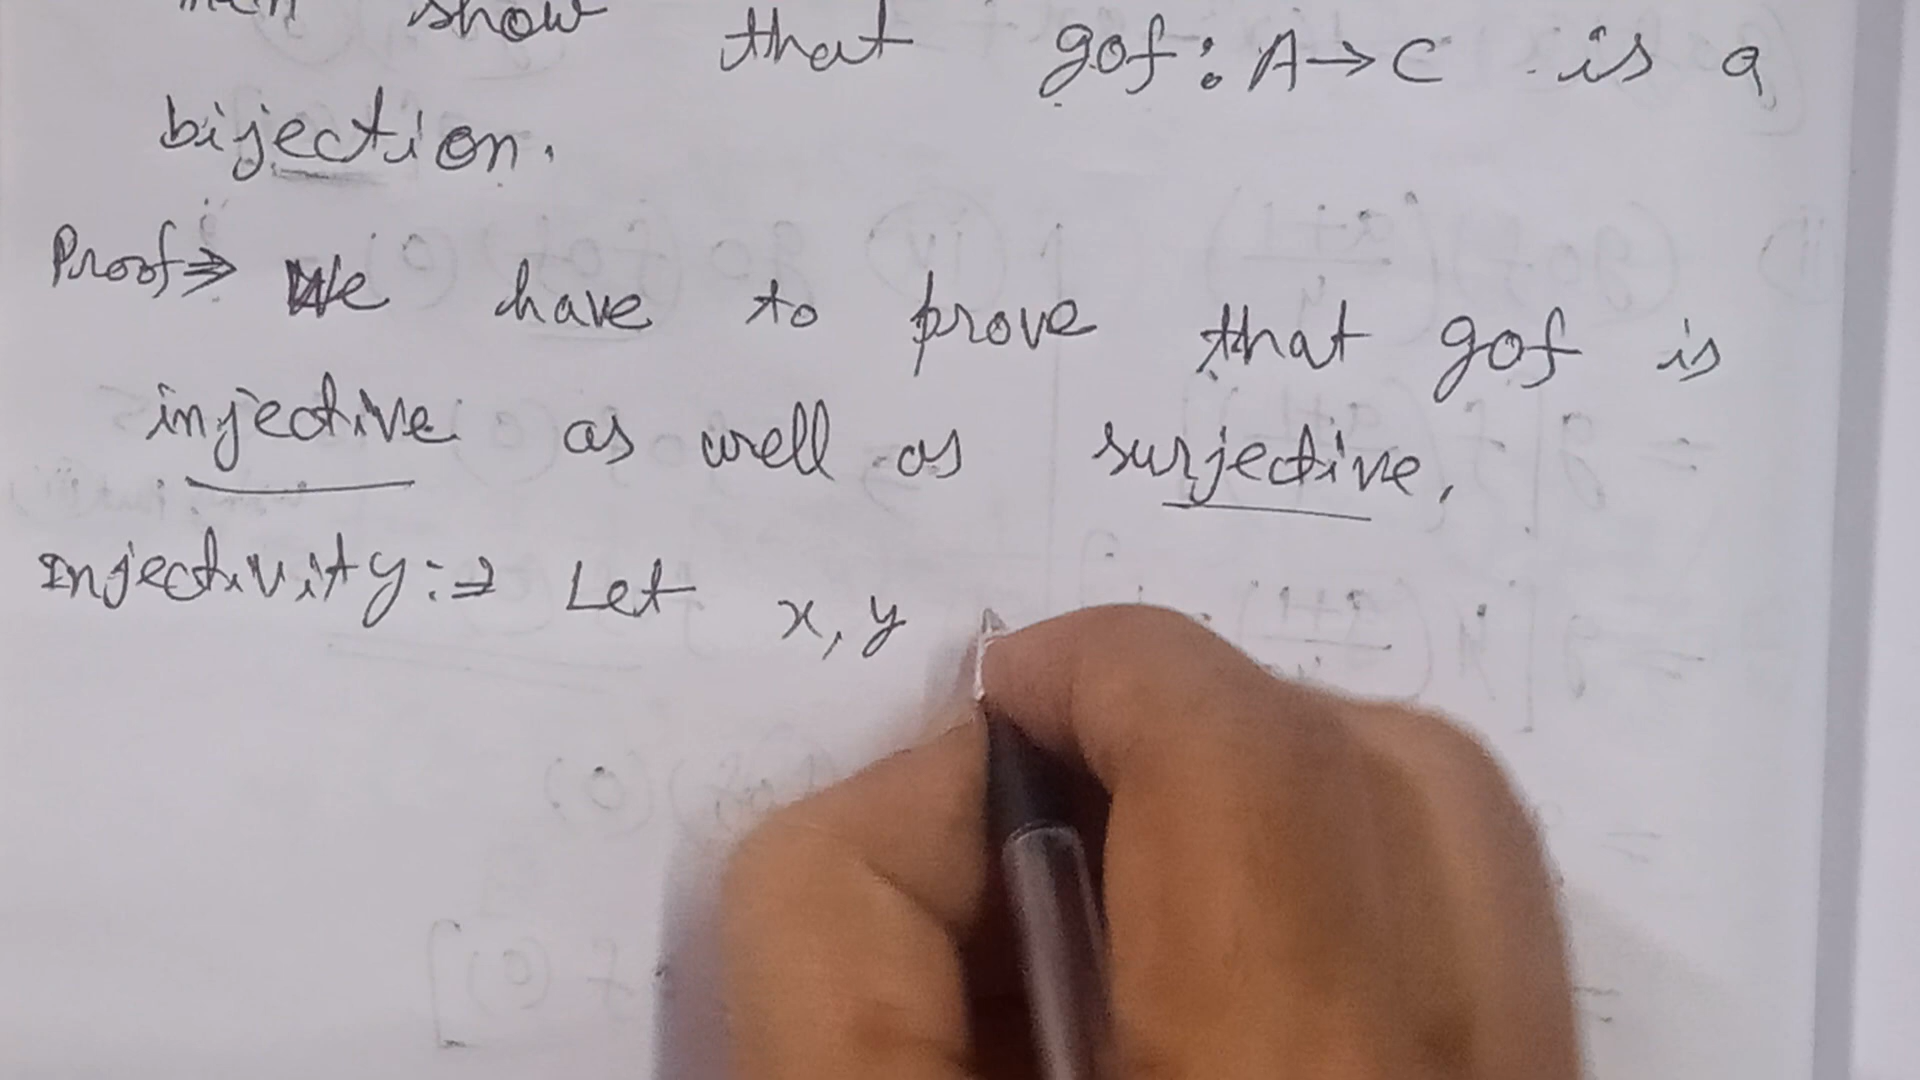 show that gof: A→C is a
bijection.
Proof⇒ We have to prove that gof is
injective as well as surjective.
Injectivity:⇒ Let x, y